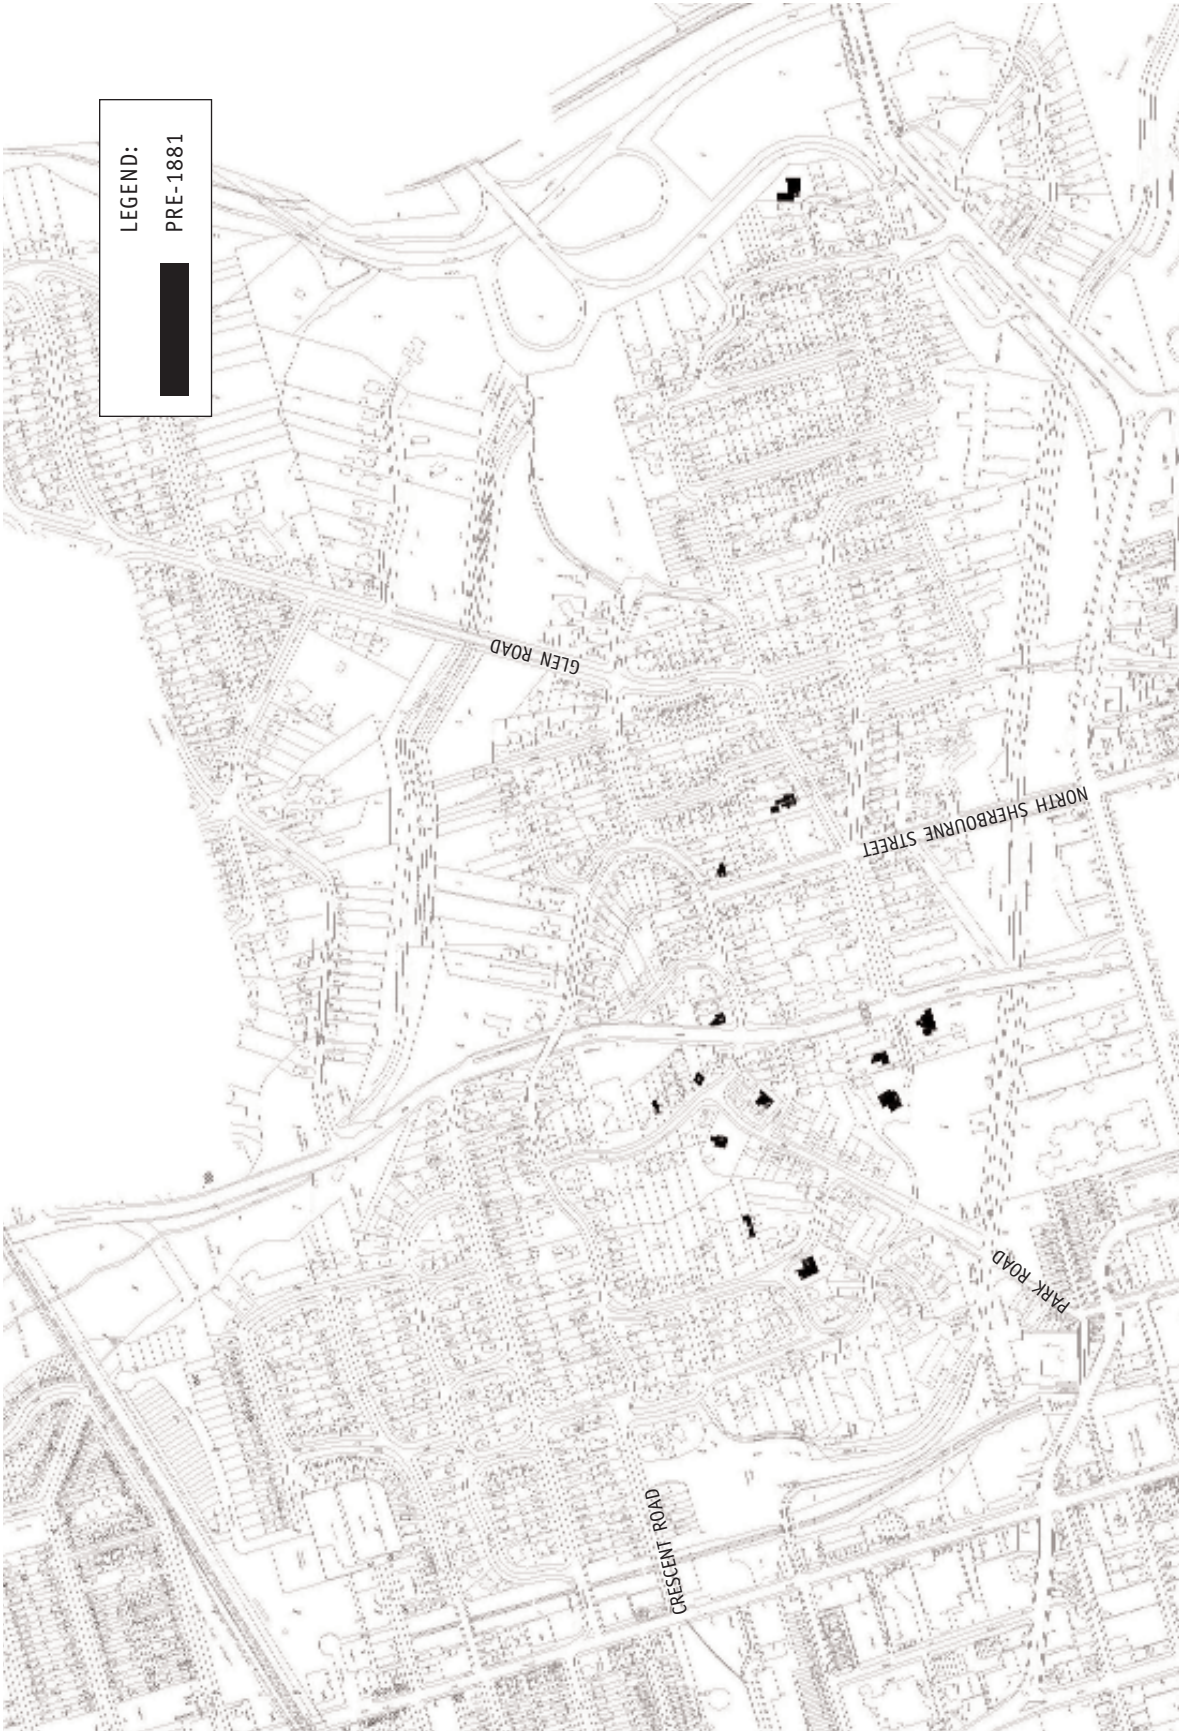 LEGEND:
PRE-1881
GLEN ROAD
NORTH SHERBOURNE STREET
PARK ROAD
CRESCENT ROAD